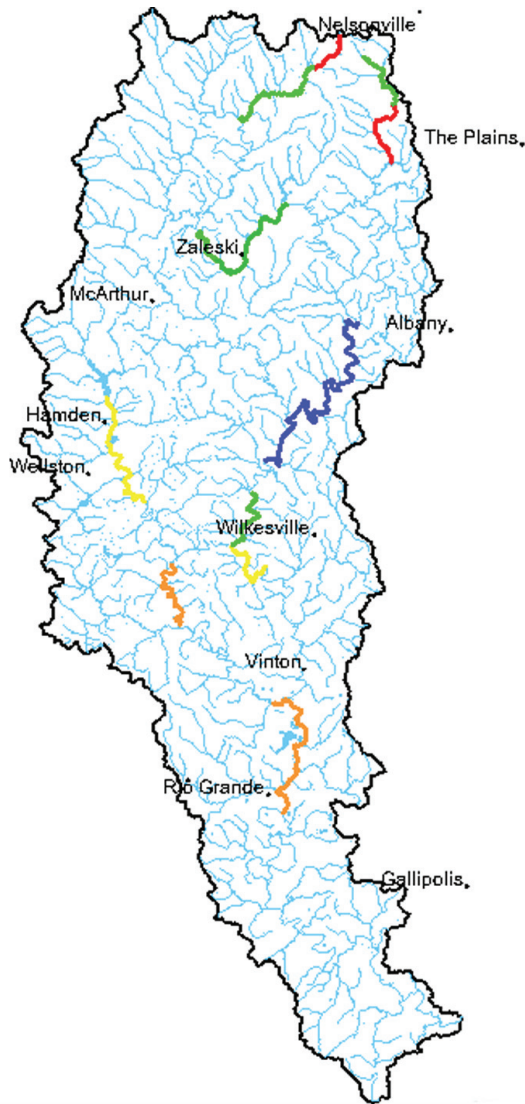 Nelsonville
The Plains
Zaleski
McArthur
Albany
Hamden
Wellston
Wilkesville
Vinton
Rio Grande
Gallipolis